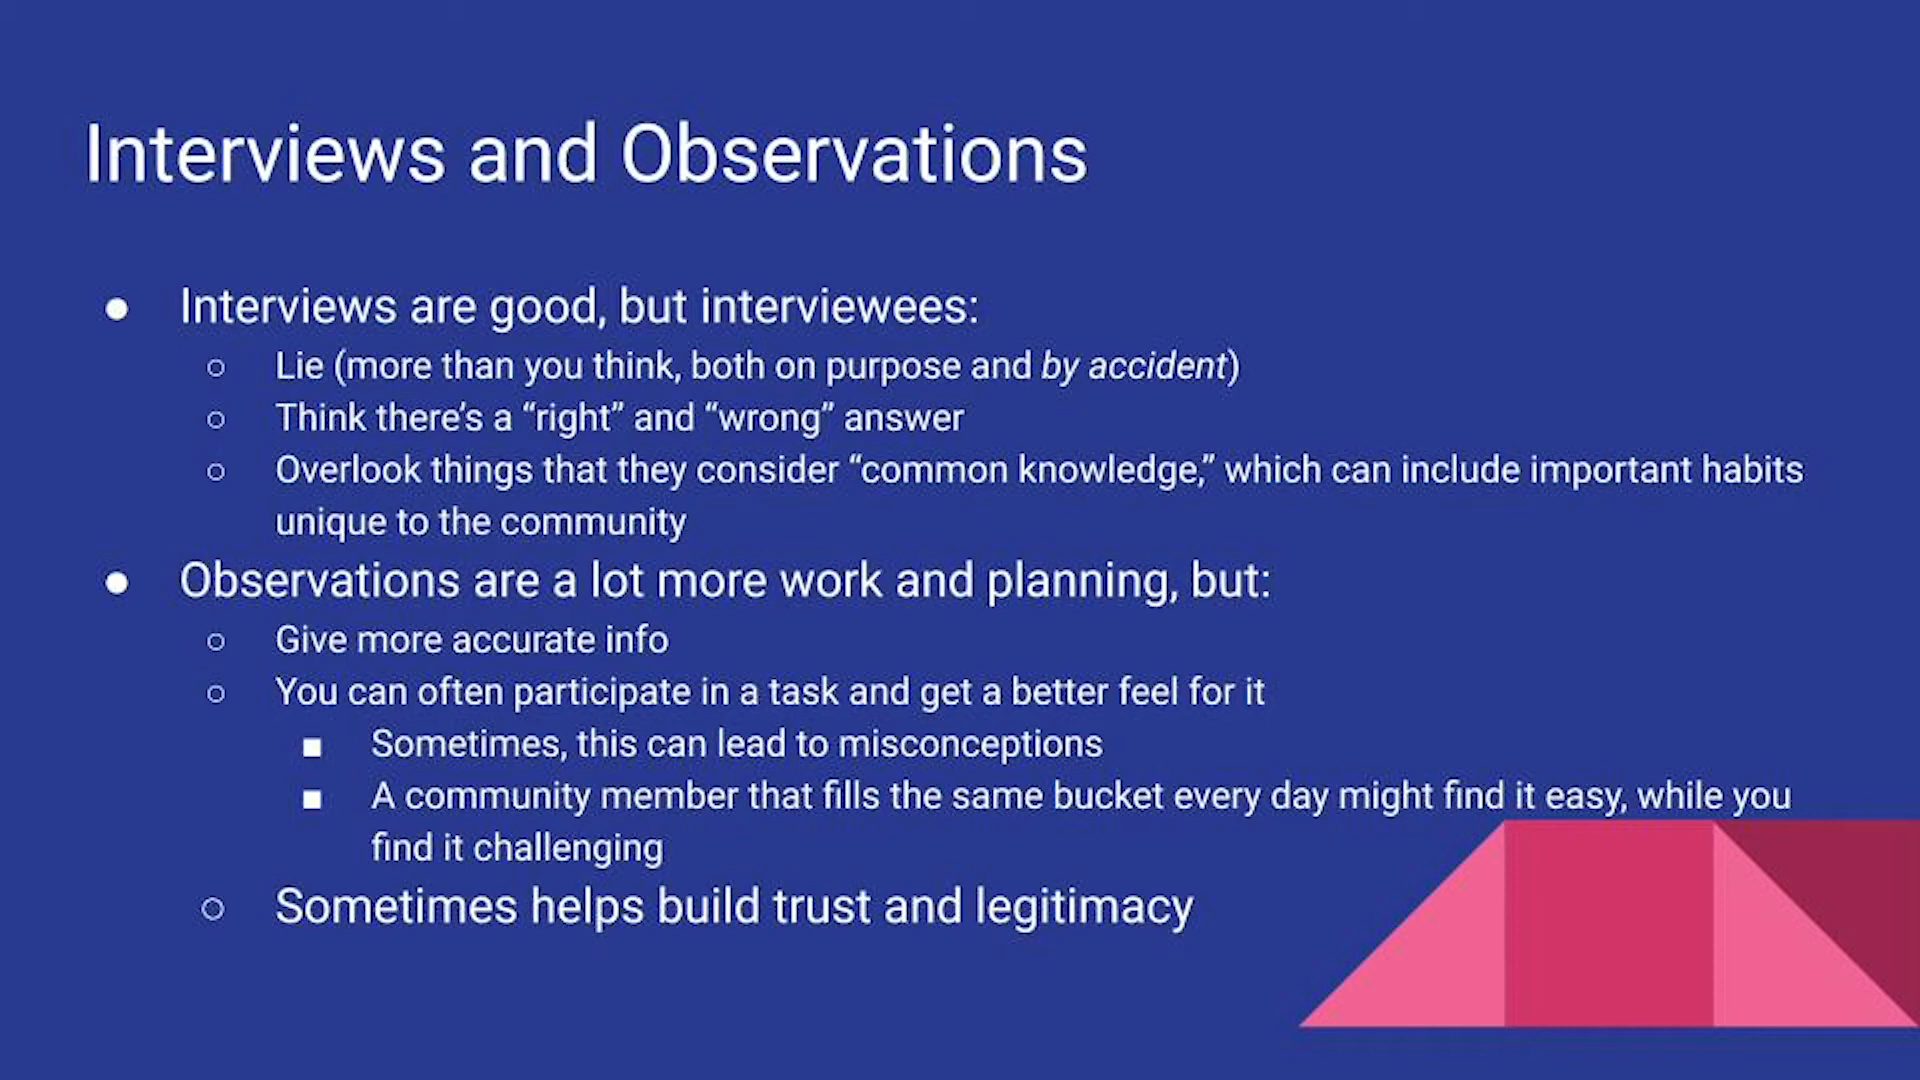 Interviews and Observations
● Interviews are good, but interviewees:
○ Lie (more than you think, both on purpose and by accident)
○ Think there’s a “right” and “wrong” answer
○ Overlook things that they consider “common knowledge,” which can include important habits
unique to the community
● Observations are a lot more work and planning, but:
○ Give more accurate info
○ You can often participate in a task and get a better feel for it
■ Sometimes, this can lead to misconceptions
■ A community member that fills the same bucket every day might find it easy, while you
find it challenging
○ Sometimes helps build trust and legitimacy